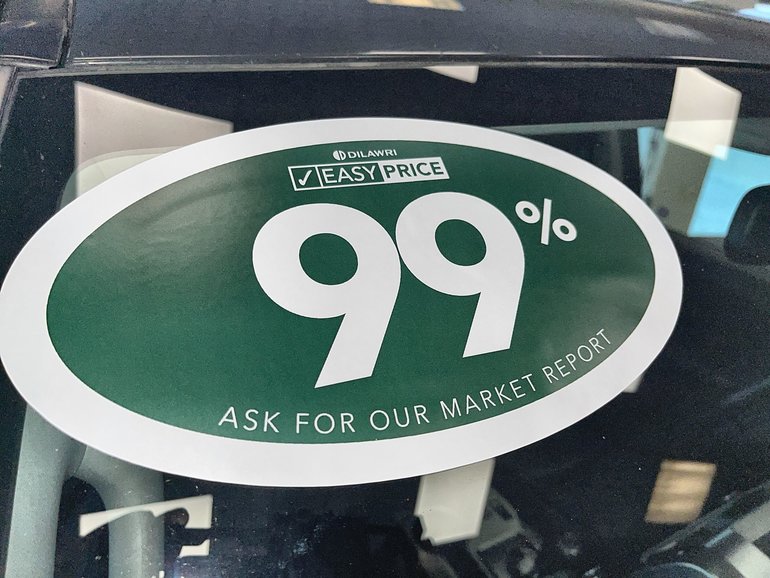 DILAWRI
✓ EASY PRICE
99%
ASK FOR OUR MARKET REPORT